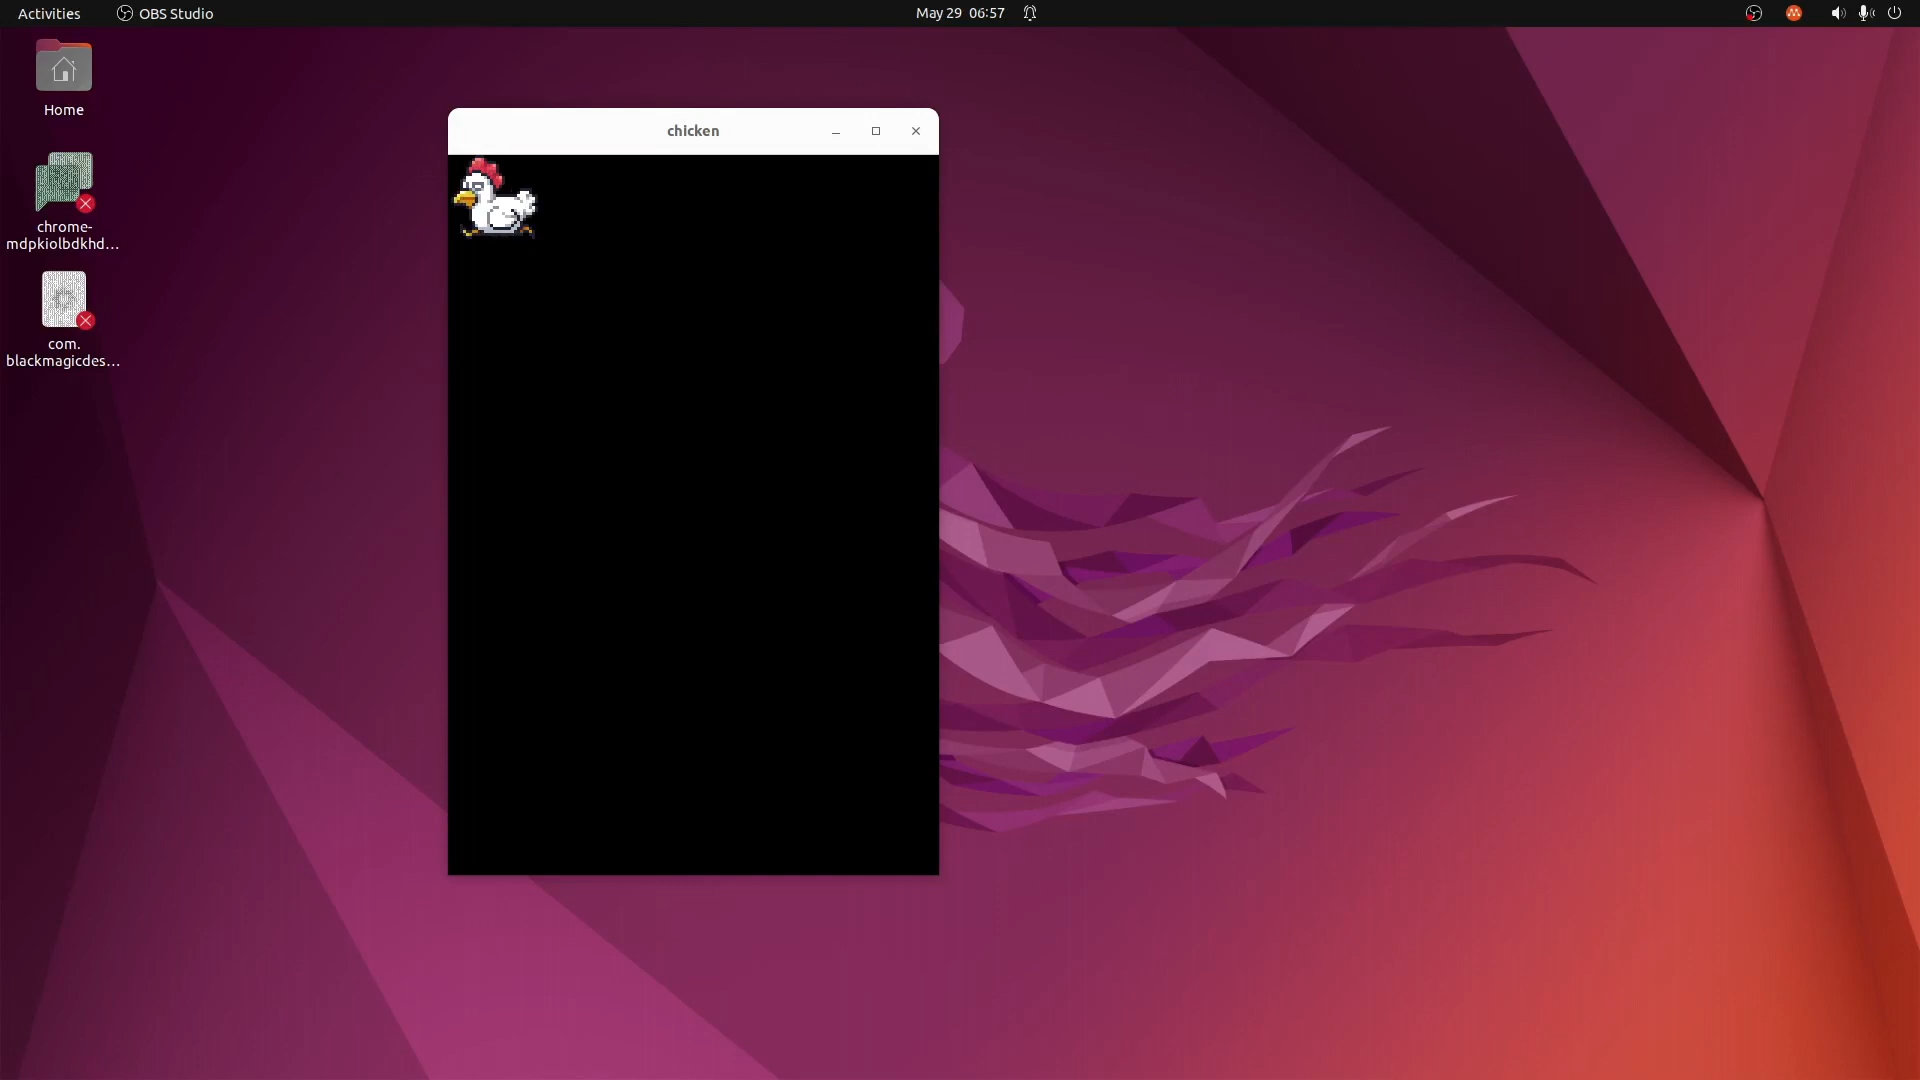 Activities
OBS Studio
May 29 06:57
Home
chrome-
mdpkiolbdkhd...
com.
blackmagicdes...
chicken